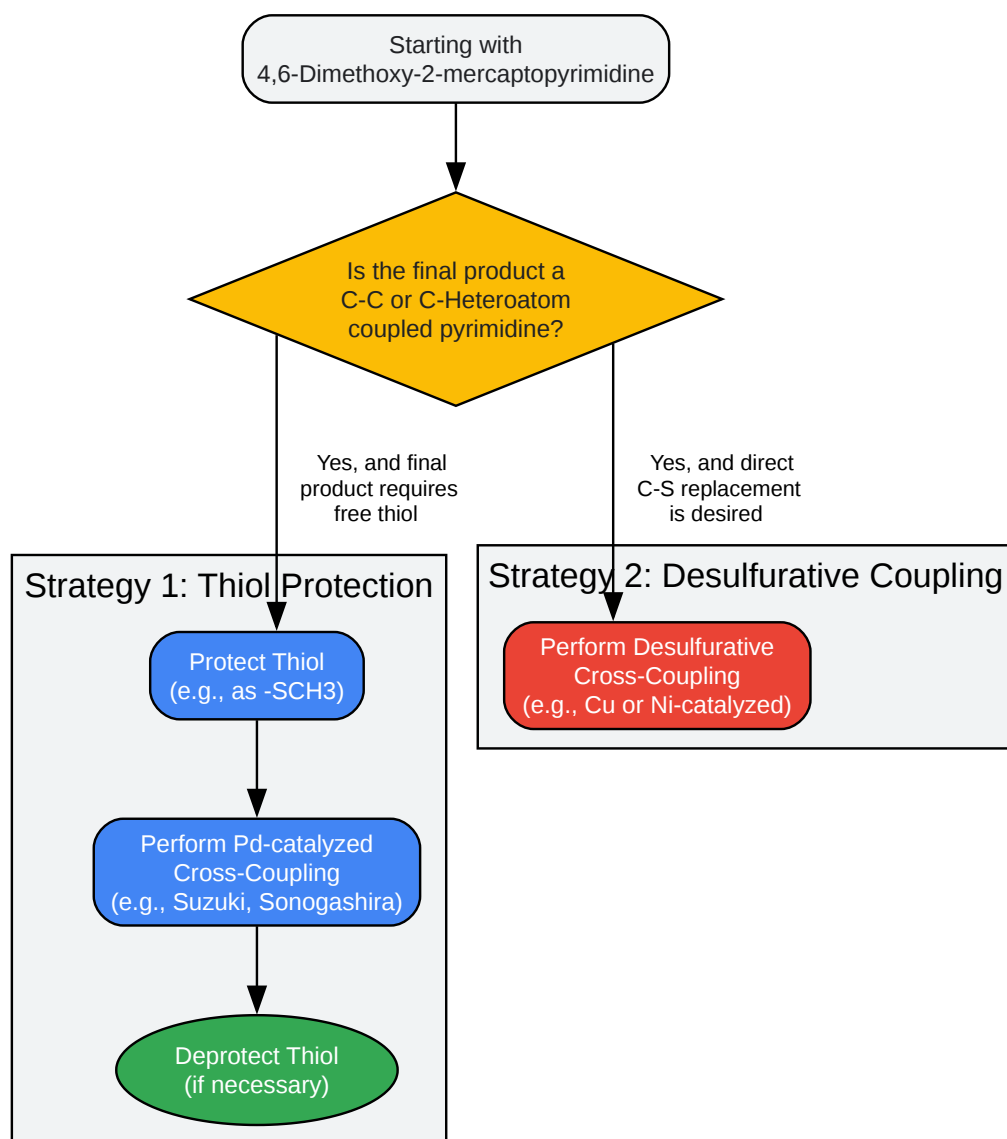 Starting with
4,6-Dimethoxy-2-mercaptopyrimidine
Is the final product a
C-C or C-Heteroatom
coupled pyrimidine?
Yes, and final
product requires
free thiol
Yes, and direct
C-S replacement
is desired
Strategy 1: Thiol Protection
Protect Thiol
(e.g., as -SCH3)
Perform Pd-catalyzed
Cross-Coupling
(e.g., Suzuki, Sonogashira)
Deprotect Thiol
(if necessary)
Strategy 2: Desulfurative Coupling
Perform Desulfurative
Cross-Coupling
(e.g., Cu or Ni-catalyzed)